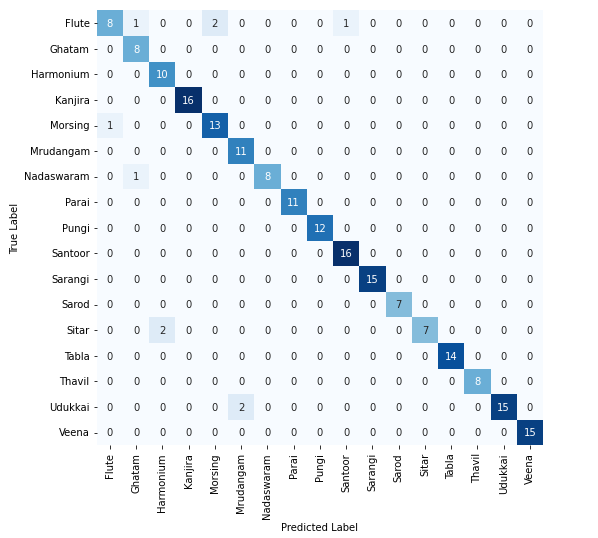 Flute 8 1 0 0 2 0 0 0 0 1 0 0 0 0 0 0 0
Ghatam 0 8 0 0 0 0 0 0 0 0 0 0 0 0 0 0 0
Harmonium 0 0 10 0 0 0 0 0 0 0 0 0 0 0 0 0 0
Kanjira 0 0 0 16 0 0 0 0 0 0 0 0 0 0 0 0 0
Morsing 1 0 0 0 13 0 0 0 0 0 0 0 0 0 0 0 0
Mrudangam 0 0 0 0 0 11 0 0 0 0 0 0 0 0 0 0 0
Nadaswaram 0 1 0 0 0 0 8 0 0 0 0 0 0 0 0 0 0
Parai 0 0 0 0 0 0 0 11 0 0 0 0 0 0 0 0 0
Pungi 0 0 0 0 0 0 0 0 12 0 0 0 0 0 0 0 0
Santoor 0 0 0 0 0 0 0 0 0 16 0 0 0 0 0 0 0
Sarangi 0 0 0 0 0 0 0 0 0 0 15 0 0 0 0 0 0
Sarod 0 0 0 0 0 0 0 0 0 0 0 7 0 0 0 0 0
Sitar 0 0 2 0 0 0 0 0 0 0 0 0 7 0 0 0 0
Tabla 0 0 0 0 0 0 0 0 0 0 0 0 0 14 0 0 0
Thavil 0 0 0 0 0 0 0 0 0 0 0 0 0 0 8 0 0
Udukkai 0 0 0 0 0 2 0 0 0 0 0 0 0 0 0 15 0
Veena 0 0 0 0 0 0 0 0 0 0 0 0 0 0 0 0 15
True Label
Flute
Ghatam
Harmonium
Kanjira
Morsing
Mrudangam
Nadaswaram
Parai
Pungi
Santoor
Sarangi
Sarod
Sitar
Tabla
Thavil
Udukkai
Veena
Predicted Label